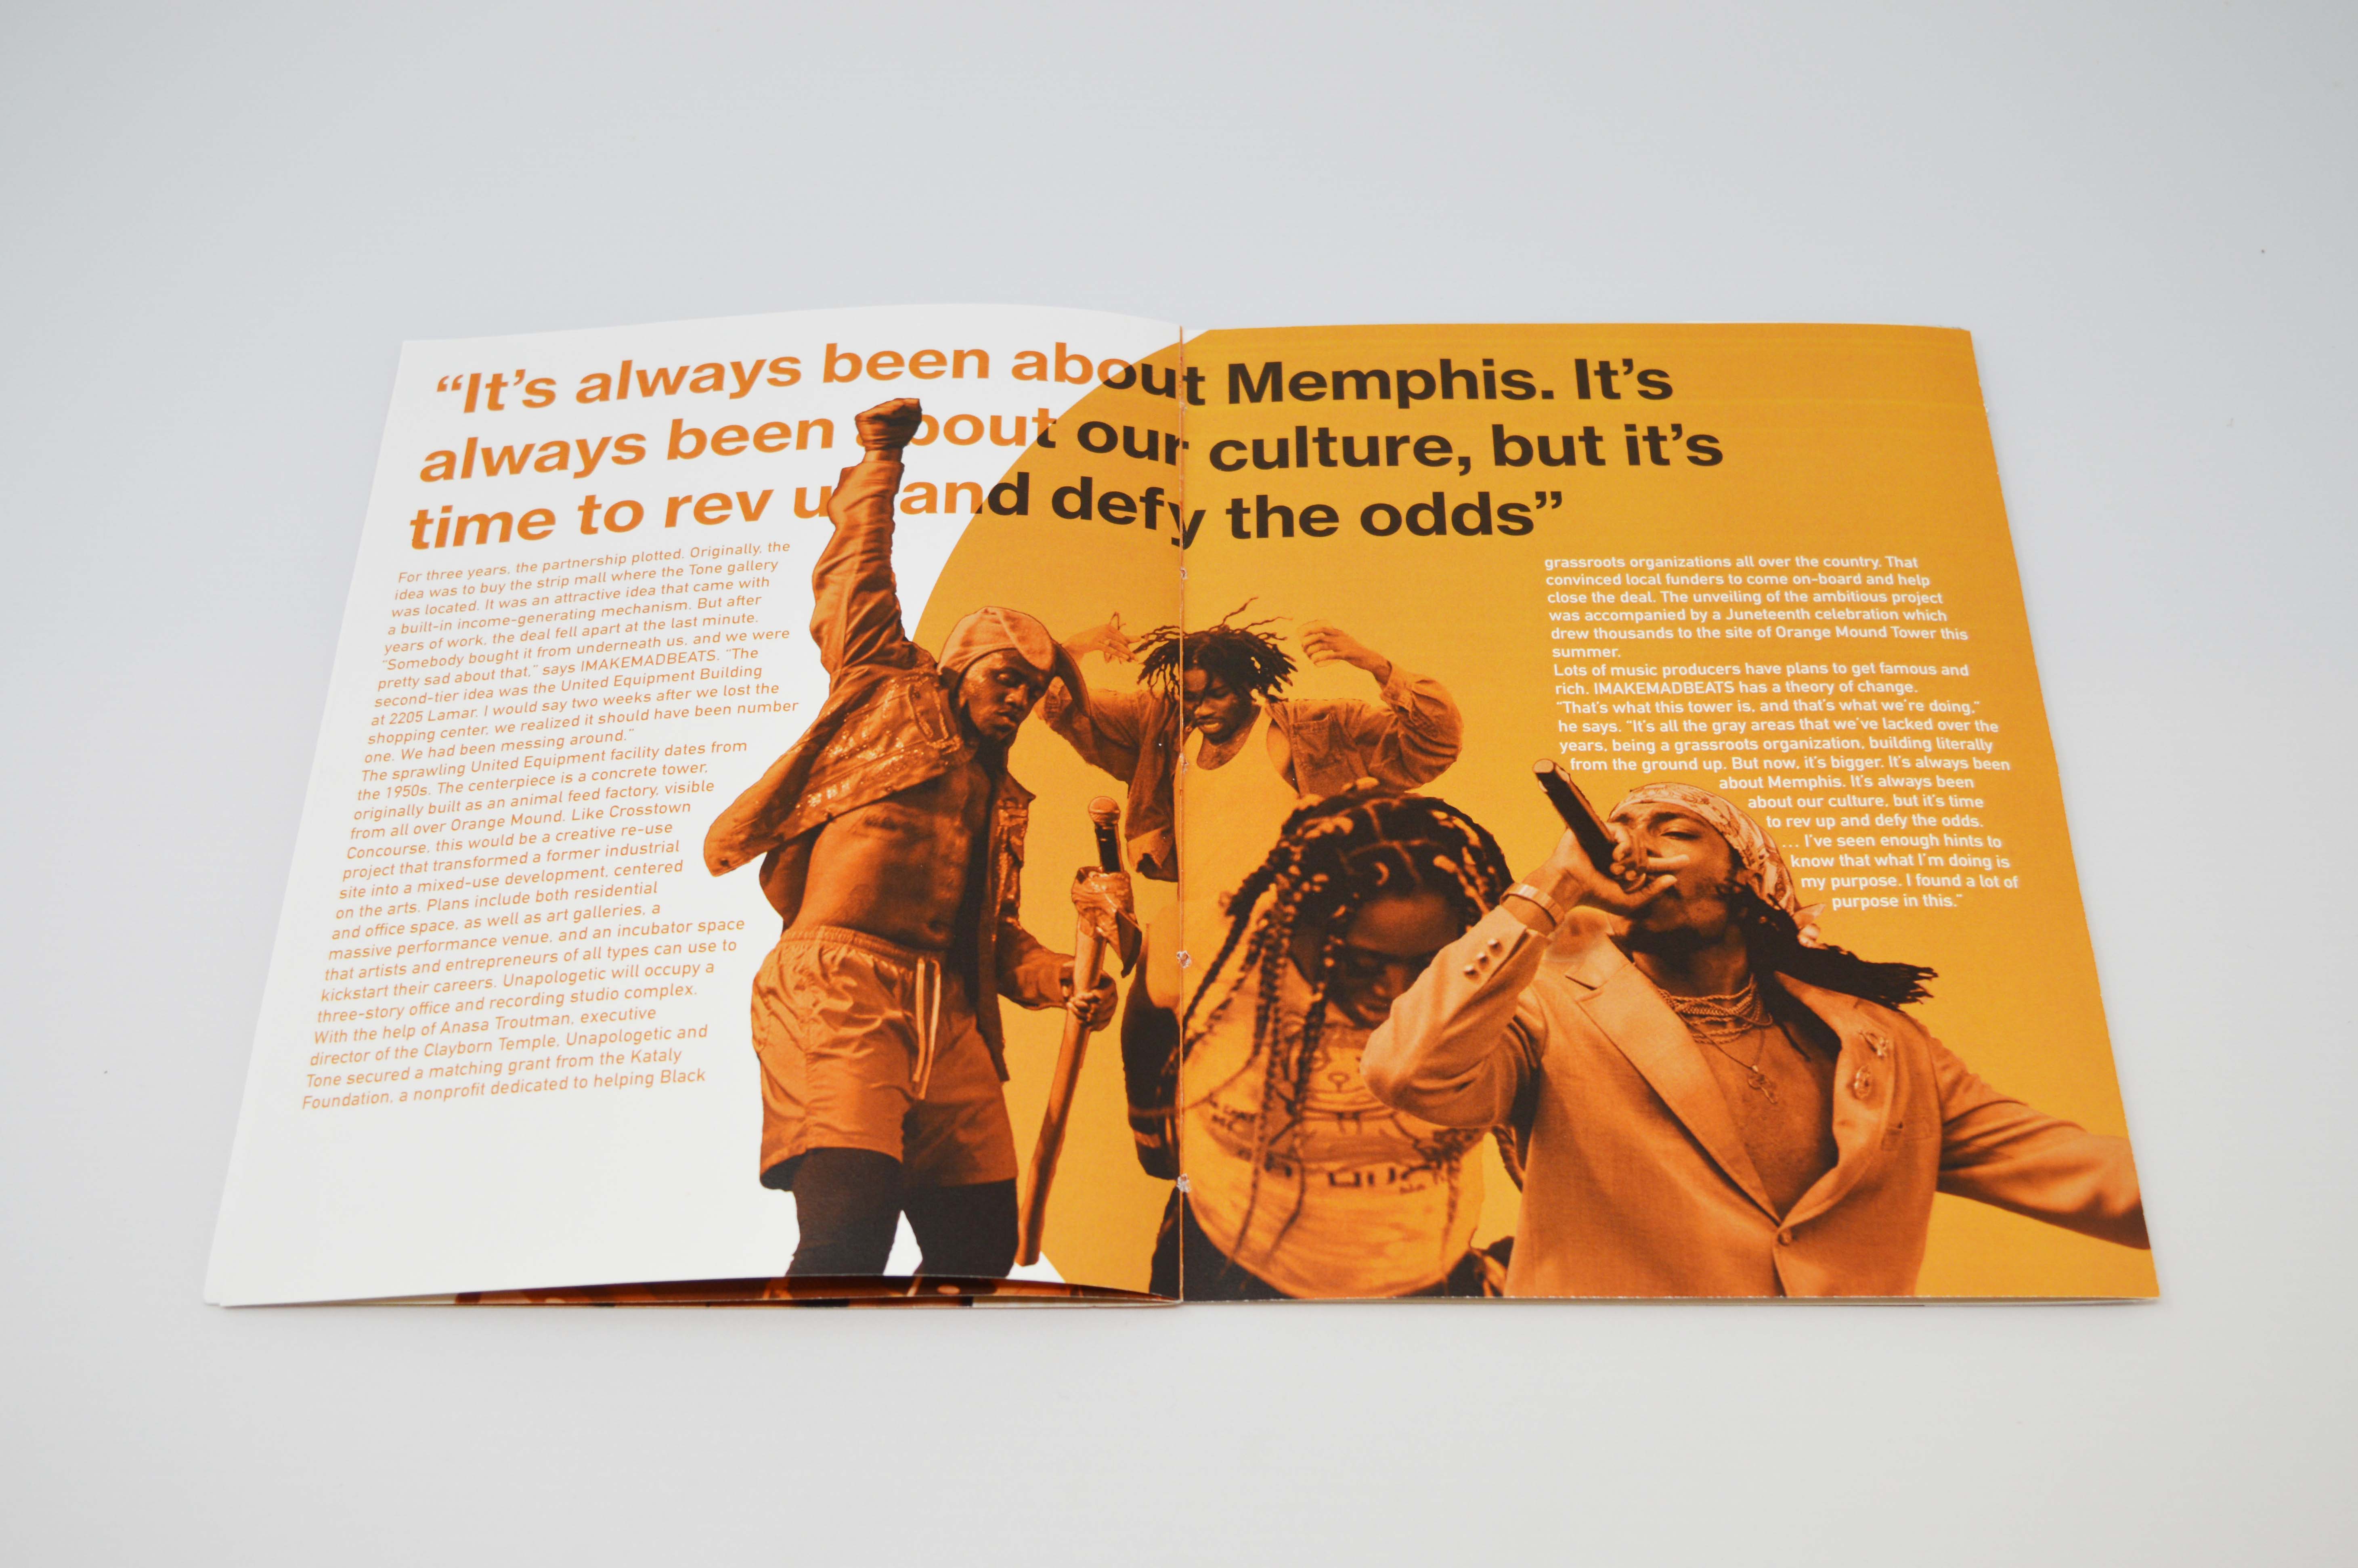 “It’s always been about Memphis. It’s
always been about our culture, but it’s
time to rev up and defy the odds”
For three years, the partnership plotted. Originally, the
idea was to buy the strip mall where the Tone gallery
was located. It was an attractive idea that came with
a built-in income-generating mechanism. But after
years of work, the deal fell apart at the last minute.
“Somebody bought it from underneath us, and we were
pretty sad about that,” says IMAKEMADBEATS. “The
second-tier idea was the United Equipment Building
at 2205 Lamar. I would say two weeks after we lost the
shopping center, we realized it should have been number
one. We had been messing around.”
The sprawling United Equipment facility dates from
the 1950s. The centerpiece is a concrete tower,
originally built as an animal feed factory, visible
from all over Orange Mound. Like Crosstown
Concourse, this would be a creative re-use
project that transformed a former industrial
site into a mixed-use development, centered
on the arts. Plans include both residential
and office space, as well as art galleries, a
massive performance venue, and an incubator space
that artists and entrepreneurs of all types can use to
kickstart their careers. Unapologetic will occupy a
three-story office and recording studio complex.
With the help of Anasa Troutman, executive
director of the Clayborn Temple, Unapologetic and
Tone secured a matching grant from the Kataly
Foundation, a nonprofit dedicated to helping Black
grassroots organizations all over the country. That
convinced local funders to come on-board and help
close the deal. The unveiling of the ambitious project
was accompanied by a Juneteenth celebration which
drew thousands to the site of Orange Mound Tower this
summer.
Lots of music producers have plans to get famous and
rich. IMAKEMADBEATS has a theory of change.
“That’s what this tower is, and that’s what we’re doing,”
he says. “It’s all the gray areas that we’ve lacked over the
years, being a grassroots organization, building literally
from the ground up. But now, it’s bigger. It’s always been
about Memphis. It’s always been
about our culture, but it’s time
to rev up and defy the odds.
... I’ve seen enough hints to
know that what I’m doing is
my purpose. I found a lot of
purpose in this.”